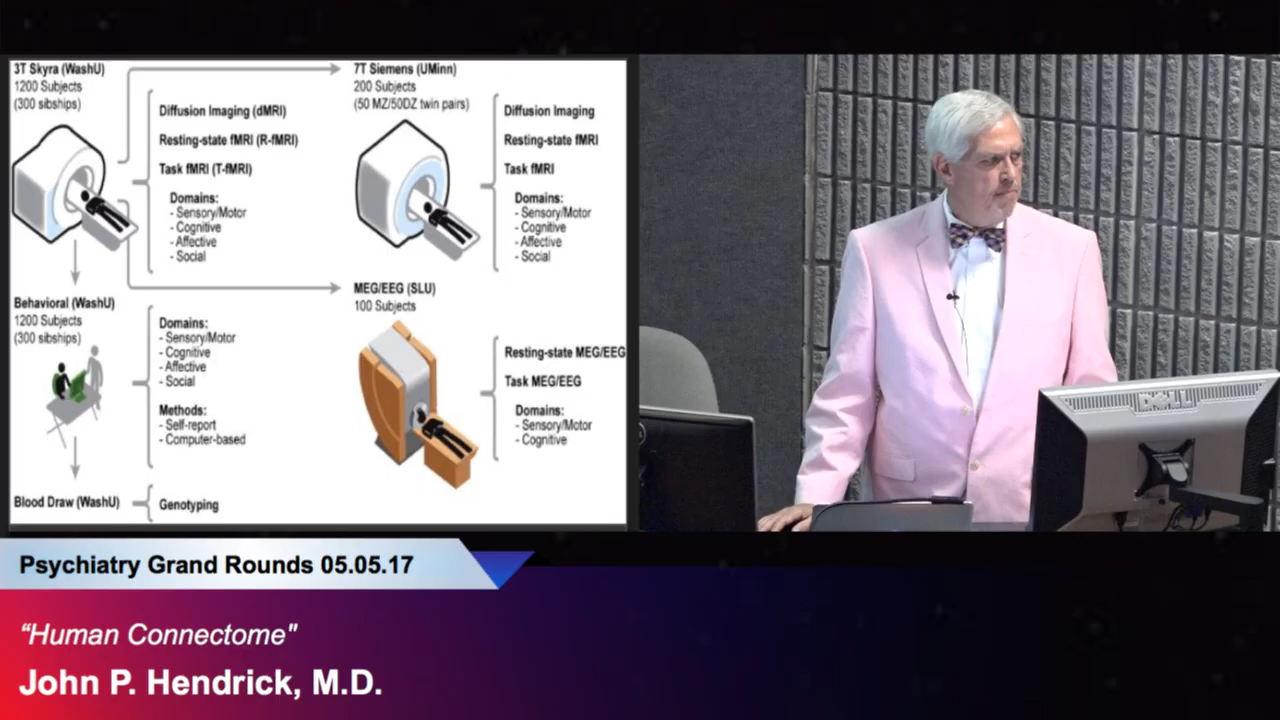 3T Skyra (WashU)
1200 Subjects
(300 sibships)
Diffusion Imaging (dMRI)
Resting-state fMRI (R-fMRI)
Task fMRI (T-fMRI)
Domains:
- Sensory/Motor
- Cognitive
- Affective
- Social
7T Siemens (UMinn)
200 Subjects
(50 MZ/50DZ twin pairs)
Diffusion Imaging
Resting-state fMRI
Task fMRI
Domains:
- Sensory/Motor
- Cognitive
- Affective
- Social
Behavioral (WashU)
1200 Subjects
(300 sibships)
Domains:
- Sensory/Motor
- Cognitive
- Affective
- Social
Methods:
- Self-report
- Computer-based
MEG/EEG (SLU)
100 Subjects
Resting-state MEG/EEG
Task MEG/EEG
Domains:
- Sensory/Motor
- Cognitive
Blood Draw (WashU)
Genotyping
DELL
Psychiatry Grand Rounds 05.05.17
“Human Connectome"
John P. Hendrick, M.D.